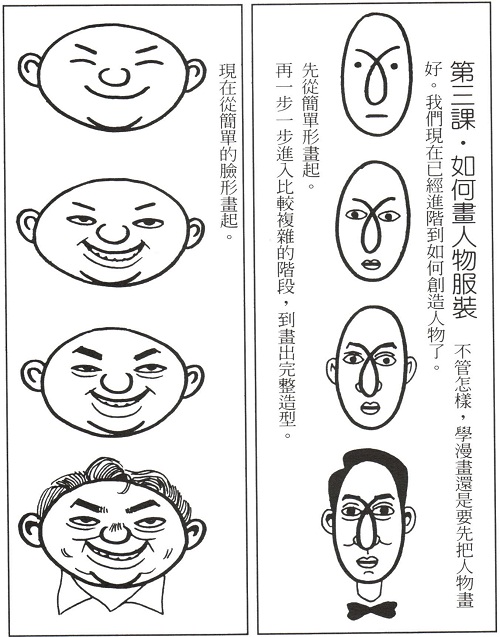 第三課・如何畫人物服裝
不管怎樣，學漫畫還是要先把人物畫
好。我們現在已經進階到如何創造人物了。
先從簡單形畫起。
再一步一步進入比較複雜的階段，到畫出完整造型。
現在從簡單的臉形畫起。